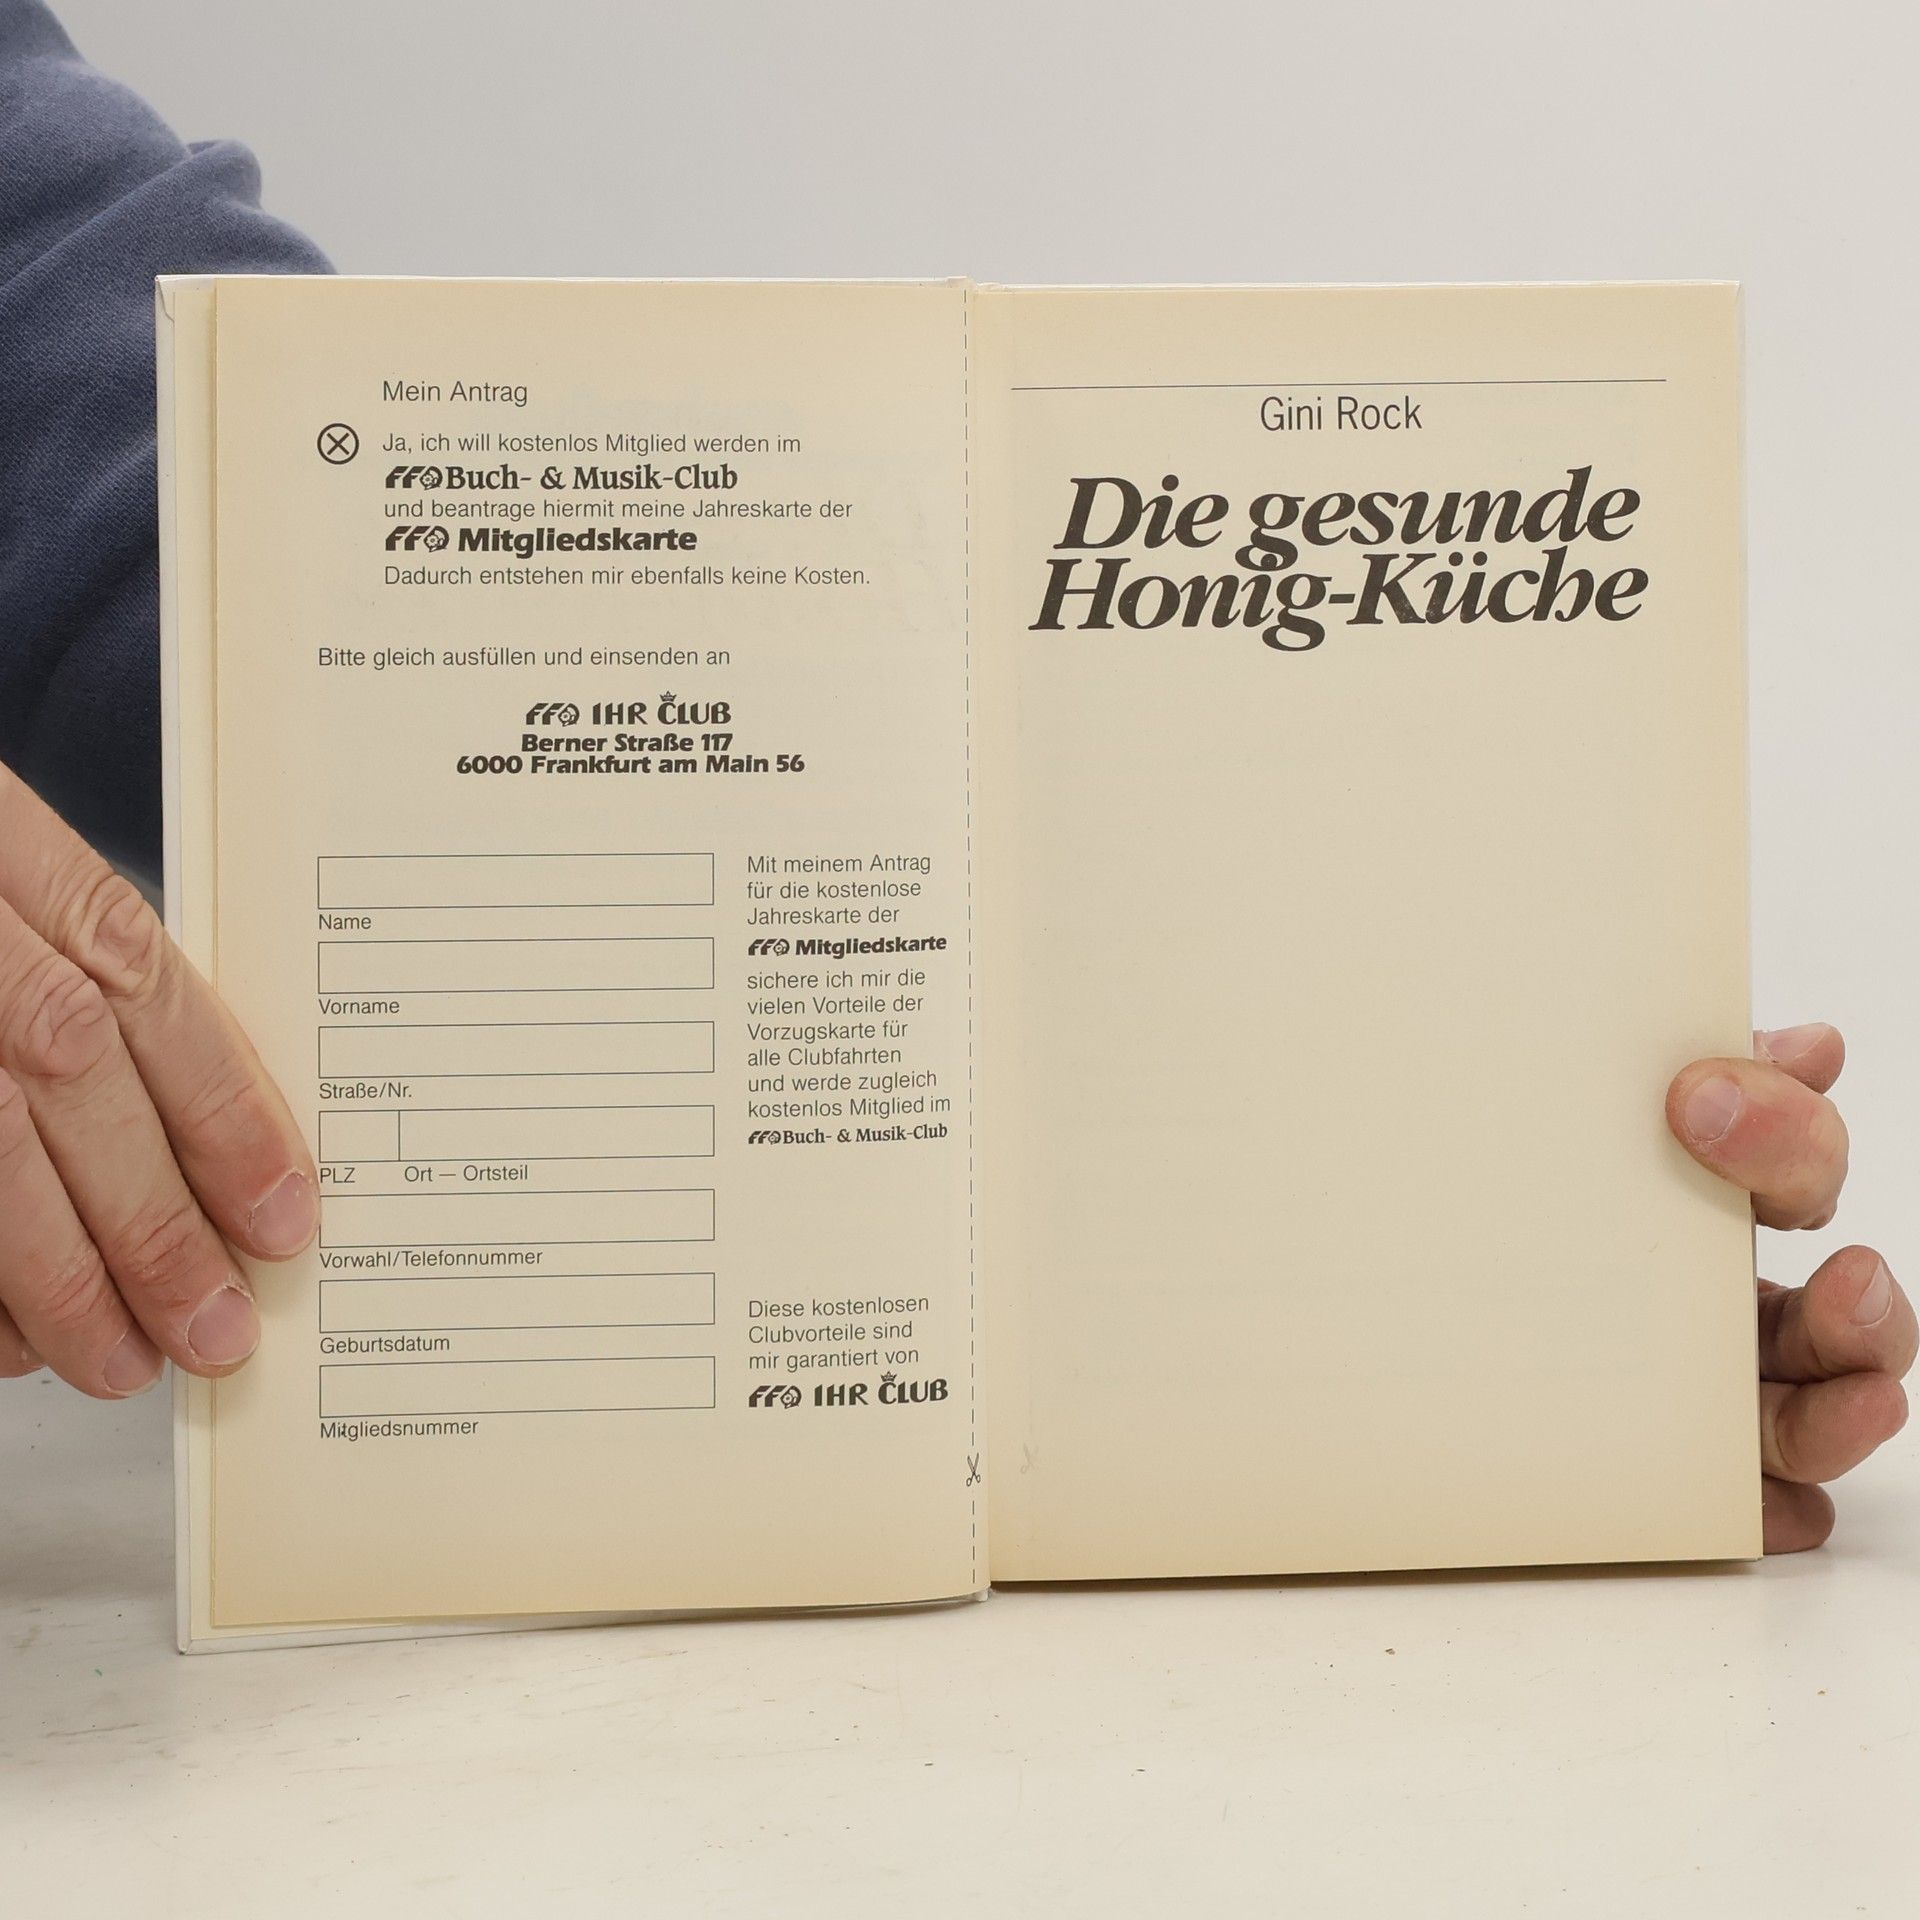 Mein Antrag
Ja, ich will kostenlos Mitglied werden im
FFO Buch- & Musik-Club
und beantrage hiermit meine Jahreskarte der
FFO Mitgliedskarte
Dadurch entstehen mir ebenfalls keine Kosten.
Bitte gleich ausfüllen und einsenden an
FFO IHR CLUB
Berner Straße 117
6000 Frankfurt am Main 56
Name
Vorname
Straße/Nr.
PLZ Ort — Ortsteil
Vorwahl/Telefonnummer
Geburtsdatum
Mitgliedsnummer
Mit meinem Antrag
für die kostenlose
Jahreskarte der
FFO Mitgliedskarte
sichere ich mir die
vielen Vorteile der
Vorzugskarte für
alle Clubfahrten
und werde zugleich
kostenlos Mitglied im
FFO Buch- & Musik-Club
Diese kostenlosen
Clubvorteile sind
mir garantiert von
FFO IHR CLUB
Gini Rock
Die gesunde
Honig-Küche